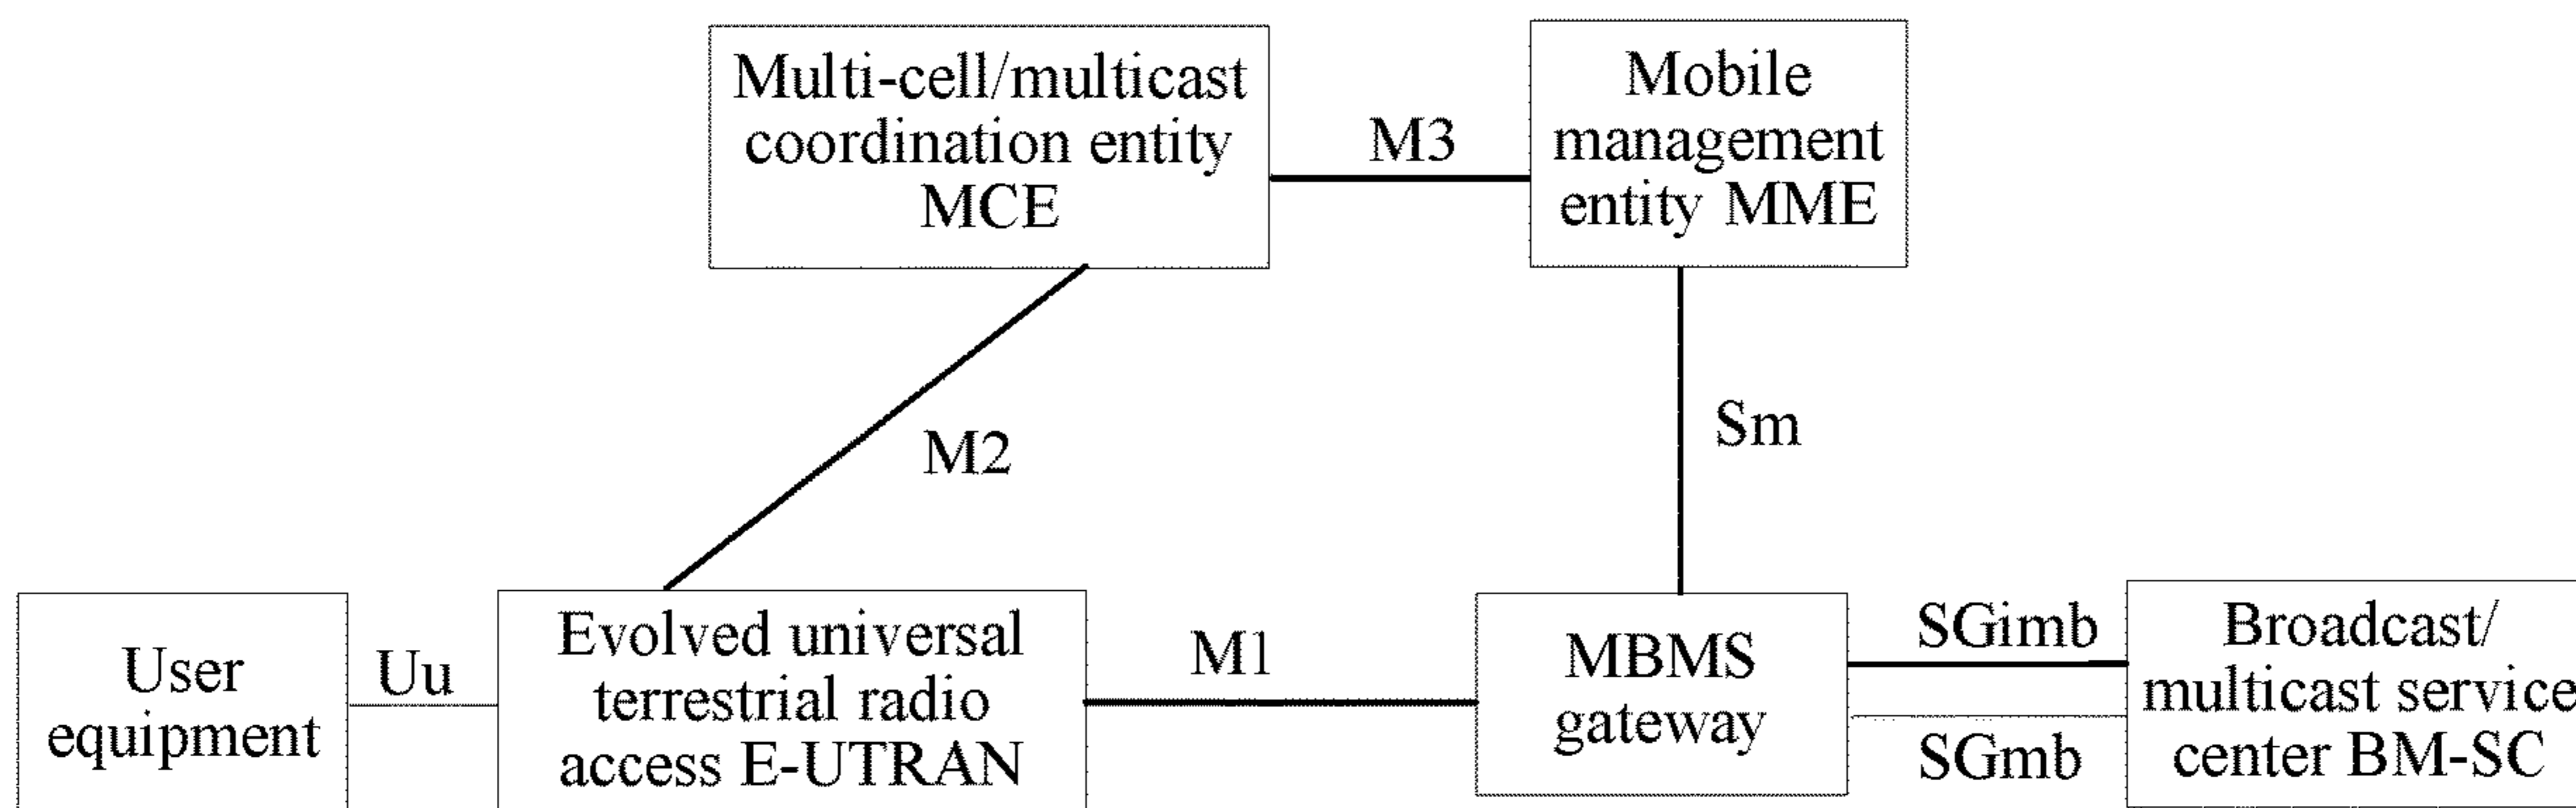 Multi-cell/multicast
coordination entity
MCE
M3
Mobile
management
entity MME
M2
Sm
User
equipment
Uu
Evolved universal
terrestrial radio
access E-UTRAN
M1
MBMS
gateway
SGimb
SGmb
Broadcast/
multicast service
center BM-SC